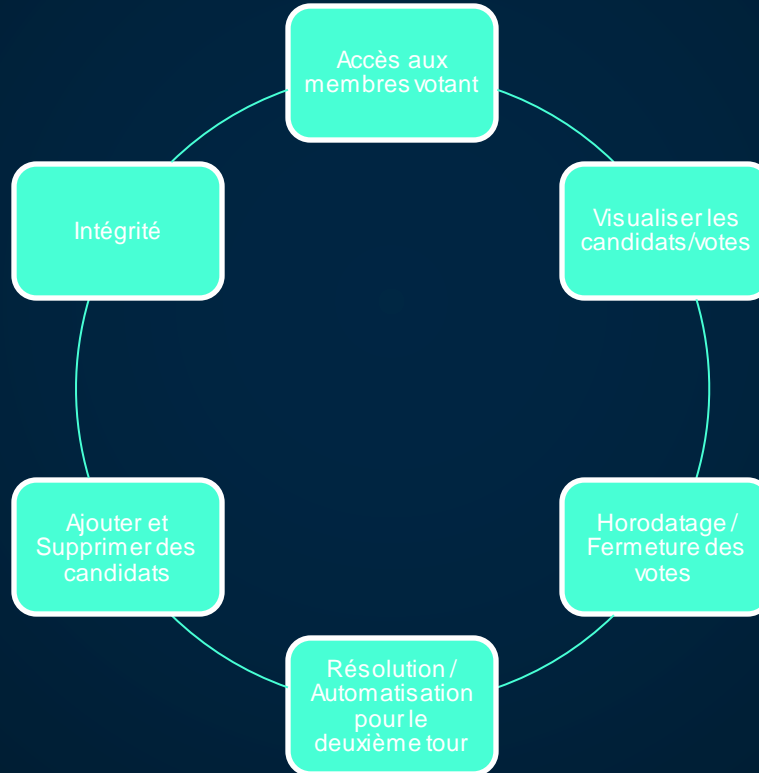 Accès aux
membres votant
Intégrité
Visualiser les
candidats/votes
Ajouter et
Supprimer des
candidats
Horodatage /
Fermeture des
votes
Résolution /
Automatisation
pour le
deuxième tour